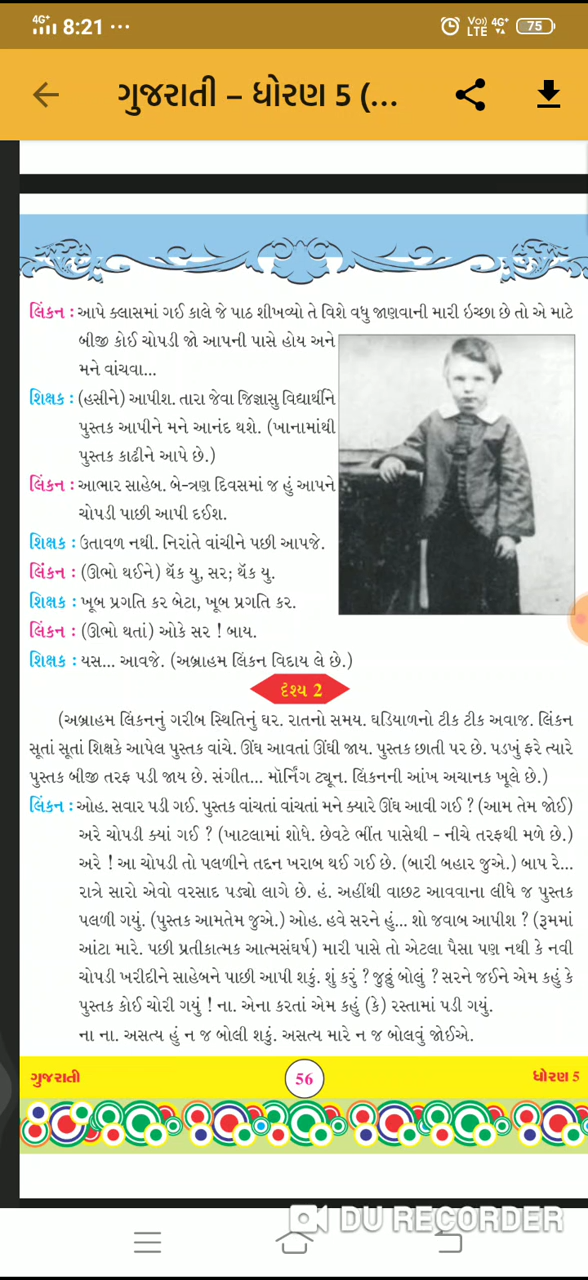 4G+ 8:21 ...
Vo) LTE 4G+ 75
ગુજરાતી – ધોરણ 5 (...
લિંકન : આપે ક્લાસમાં ગઈ કાલે જે પાઠ શીખવ્યો તે વિશે વધુ જાણવાની મારી ઇચ્છા છે તો એ માટે
બીજી કોઈ ચોપડી જો આપની પાસે હોય અને
મને વાંચવા...
શિક્ષક : (હસીને) આપીશ. તારા જેવા જિજ્ઞાસુ વિદ્યાર્થીને
પુસ્તક આપીને મને આનંદ થશે. (ખાનામાંથી
પુસ્તક કાઢીને આપે છે.)
લિંકન : આભાર સાહેબ. બે-ત્રણ દિવસમાં જ હું આપને
ચોપડી પાછી આપી દઈશ.
શિક્ષક : ઉતાવળ નથી. નિરાંતે વાંચીને પછી આપજે.
લિંકન : (ઊભો થઈને) થૅંક યુ, સર; થૅંક યુ.
શિક્ષક : ખૂબ પ્રગતિ કર બેટા, ખૂબ પ્રગતિ કર.
લિંકન : (ઊભો થતાં) ઓકે સર ! બાય.
શિક્ષક : યસ... આવજે. (અબ્રાહમ લિંકન વિદાય લે છે.)
દૃશ્ય 2
(અબ્રાહમ લિંકનનું ગરીબ સ્થિતિનું ઘર. રાતનો સમય. ઘડિયાળનો ટીક ટીક અવાજ. લિંકન
સૂતાં સૂતાં શિક્ષકે આપેલ પુસ્તક વાંચે. ઊંઘ આવતાં ઊંઘી જાય. પુસ્તક છાતી પર છે. પડખું ફરે ત્યારે
પુસ્તક બીજી તરફ પડી જાય છે. સંગીત... મૉર્નિંગ ટ્યૂન. લિંકનની આંખ અચાનક ખૂલે છે.)
લિંકન : ઓહ. સવાર પડી ગઈ. પુસ્તક વાંચતાં વાંચતાં મને ક્યારે ઊંઘ આવી ગઈ ? (આમ તેમ જોઈ)
અરે ચોપડી ક્યાં ગઈ ? (ખાટલામાં શોધે. છેવટે ભીંત પાસેથી - નીચે તરફથી મળે છે.)
અરે ! આ ચોપડી તો પલળીને તદ્દન ખરાબ થઈ ગઈ છે. (બારી બહાર જુએ.) બાપ રે...
રાત્રે સારો એવો વરસાદ પડ્યો લાગે છે. હં. અહીંથી વાછટ આવવાના લીધે જ પુસ્તક
પલળી ગયું. (પુસ્તક આમતેમ જુએ.) ઓહ. હવે સરને હું... શો જવાબ આપીશ ? (રૂમમાં
આંટા મારે. પછી પ્રતીકાત્મક આત્મસંઘર્ષ) મારી પાસે તો એટલા પૈસા પણ નથી કે નવી
ચોપડી ખરીદીને સાહેબને પાછી આપી શકું. શું કરું ? જુઠ્ઠું બોલું ? સરને જઈને એમ કહું કે
પુસ્તક કોઈ ચોરી ગયું ! ના. એના કરતાં એમ કહું (કે) રસ્તામાં પડી ગયું.
ના ના. અસત્ય હું ન જ બોલી શકું. અસત્ય મારે ન જ બોલવું જોઈએ.
ગુજરાતી 56 ધોરણ 5
DU RECORDER